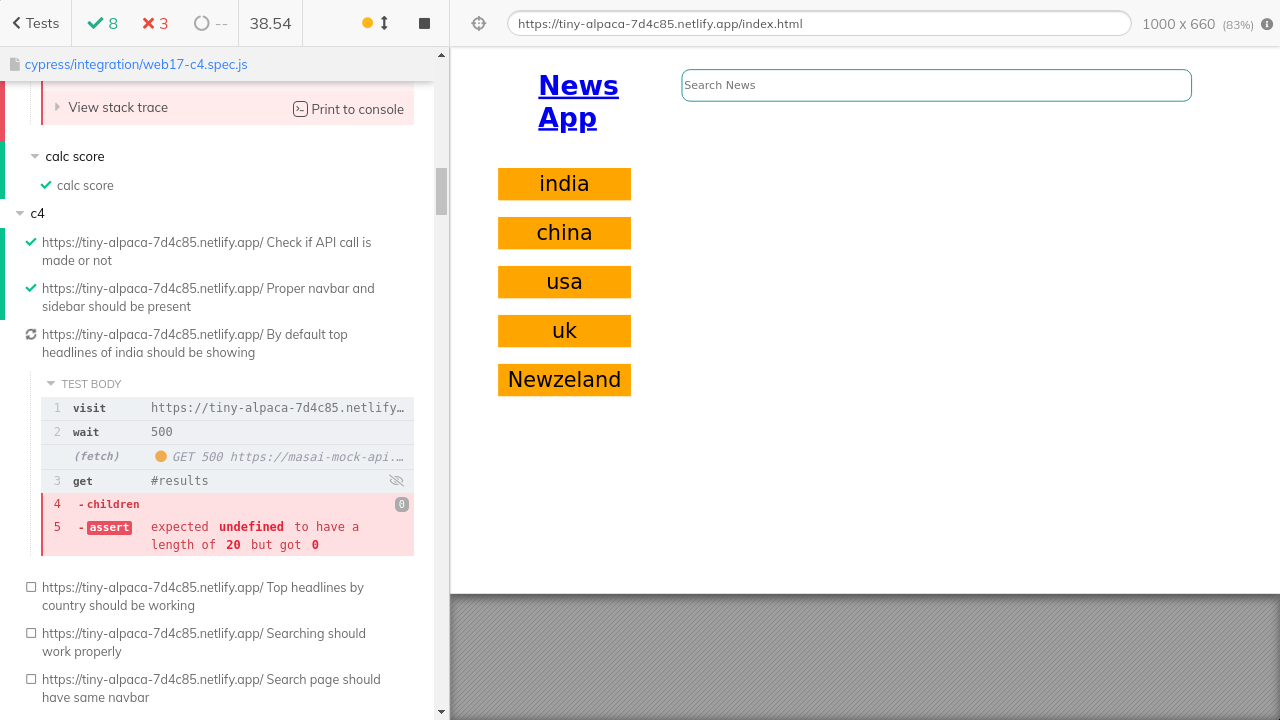 Tests
8
3
--
38.54
https://tiny-alpaca-7d4c85.netlify.app/index.html
1000 x 660 (83%)
cypress/integration/web17-c4.spec.js
View stack trace
Print to console
calc score
calc score
c4
https://tiny-alpaca-7d4c85.netlify.app/ Check if API call is
made or not
https://tiny-alpaca-7d4c85.netlify.app/ Proper navbar and
sidebar should be present
https://tiny-alpaca-7d4c85.netlify.app/ By default top
headlines of india should be showing
TEST BODY
1 visit https://tiny-alpaca-7d4c85.netlify…
2 wait 500
(fetch) GET 500 https://masai-mock-api.…
3 get #results
4 -children 0
5 -assert expected undefined to have a
length of 20 but got 0
https://tiny-alpaca-7d4c85.netlify.app/ Top headlines by
country should be working
https://tiny-alpaca-7d4c85.netlify.app/ Searching should
work properly
https://tiny-alpaca-7d4c85.netlify.app/ Search page should
have same navbar
News
App
Search News
india
china
usa
uk
Newzeland